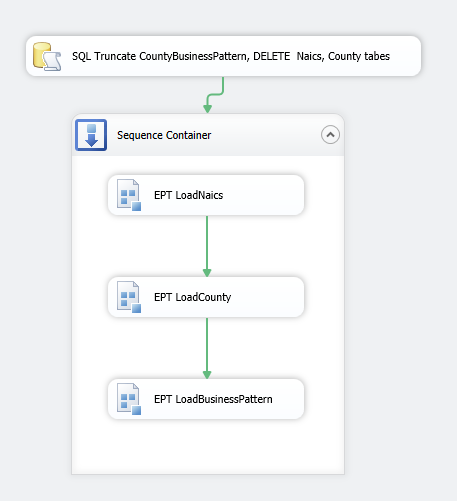 SQL Truncate CountyBusinessPattern, DELETE  Naics, County tabes
Sequence Container
EPT LoadNaics
EPT LoadCounty
EPT LoadBusinessPattern